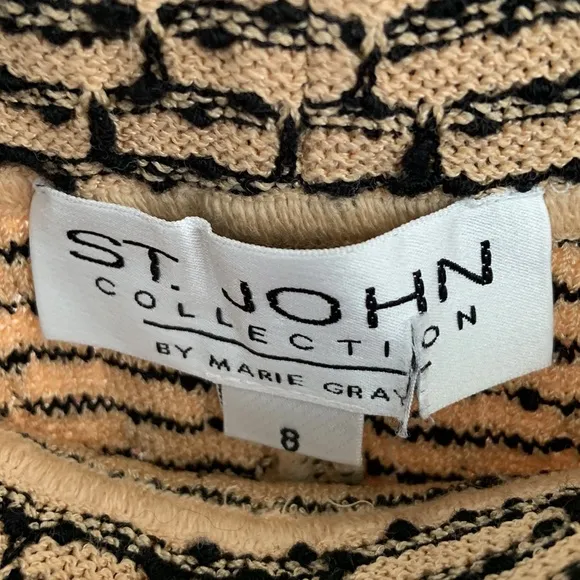 ST. JOHN
COLLECTION
BY MARIE GRAY
8